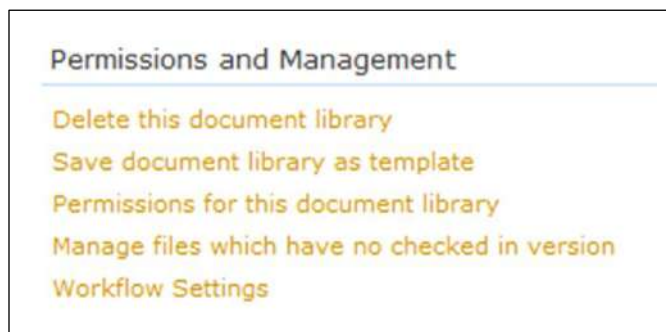 Permissions and Management
Delete this document library
Save document library as template
Permissions for this document library
Manage files which have no checked in version
Workflow Settings